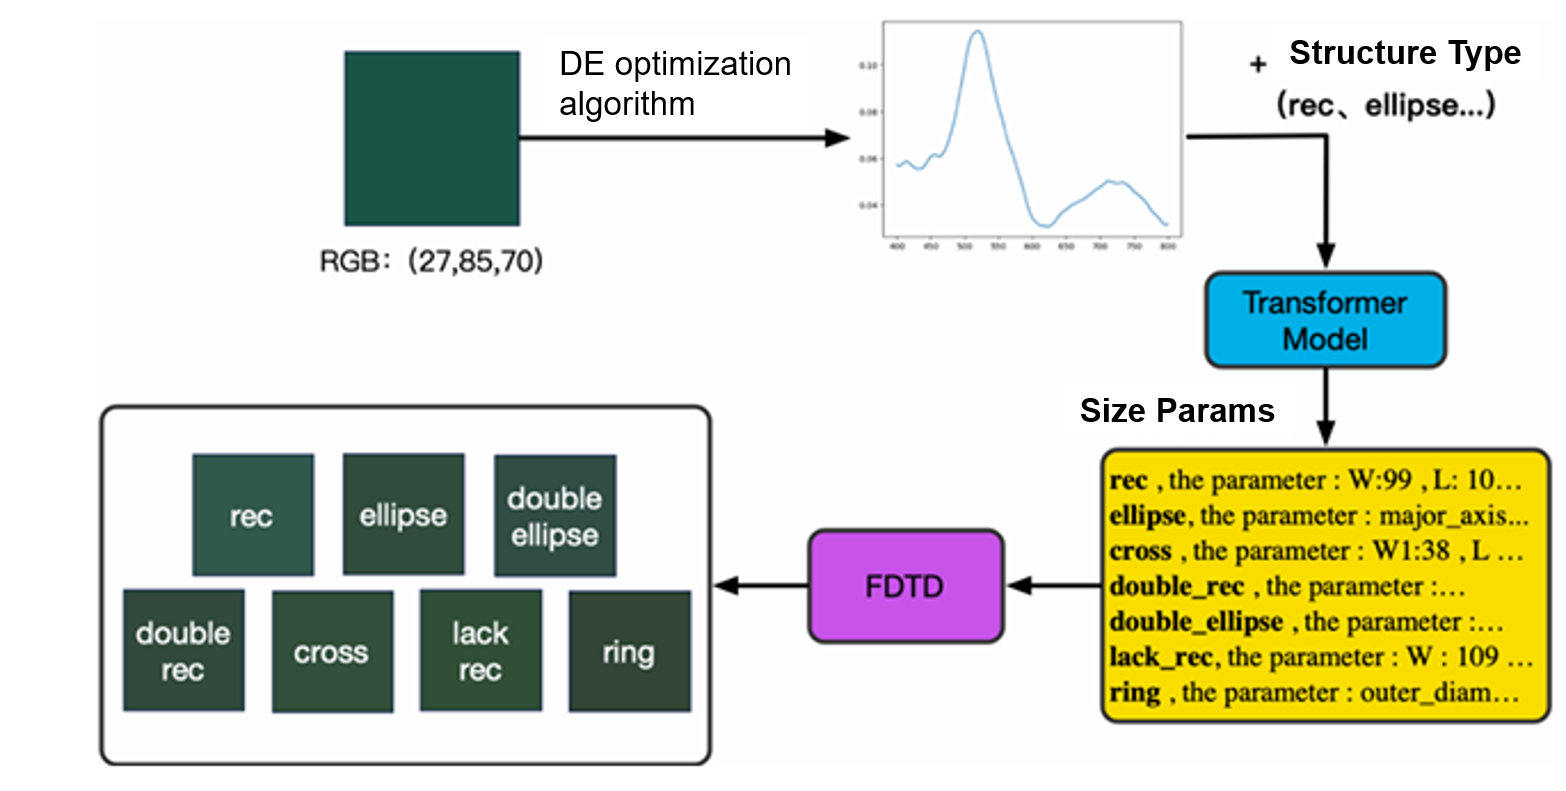 DE optimization
algorithm
RGB:（27,85,70)
0.10
0.08
0.06
0.04
400 450 500 550 600 650 700 750 800
+ Structure Type
（rec、ellipse...）
Transformer
Model
Size Params
rec , the parameter : W:99 , L: 10…
ellipse, the parameter : major_axis...
cross , the parameter : W1:38 , L …
double_rec , the parameter :…
double_ellipse , the parameter :…
lack_rec, the parameter : W : 109 …
ring , the parameter : outer_diam…
FDTD
rec
ellipse
double
ellipse
double
rec
cross
lack
rec
ring